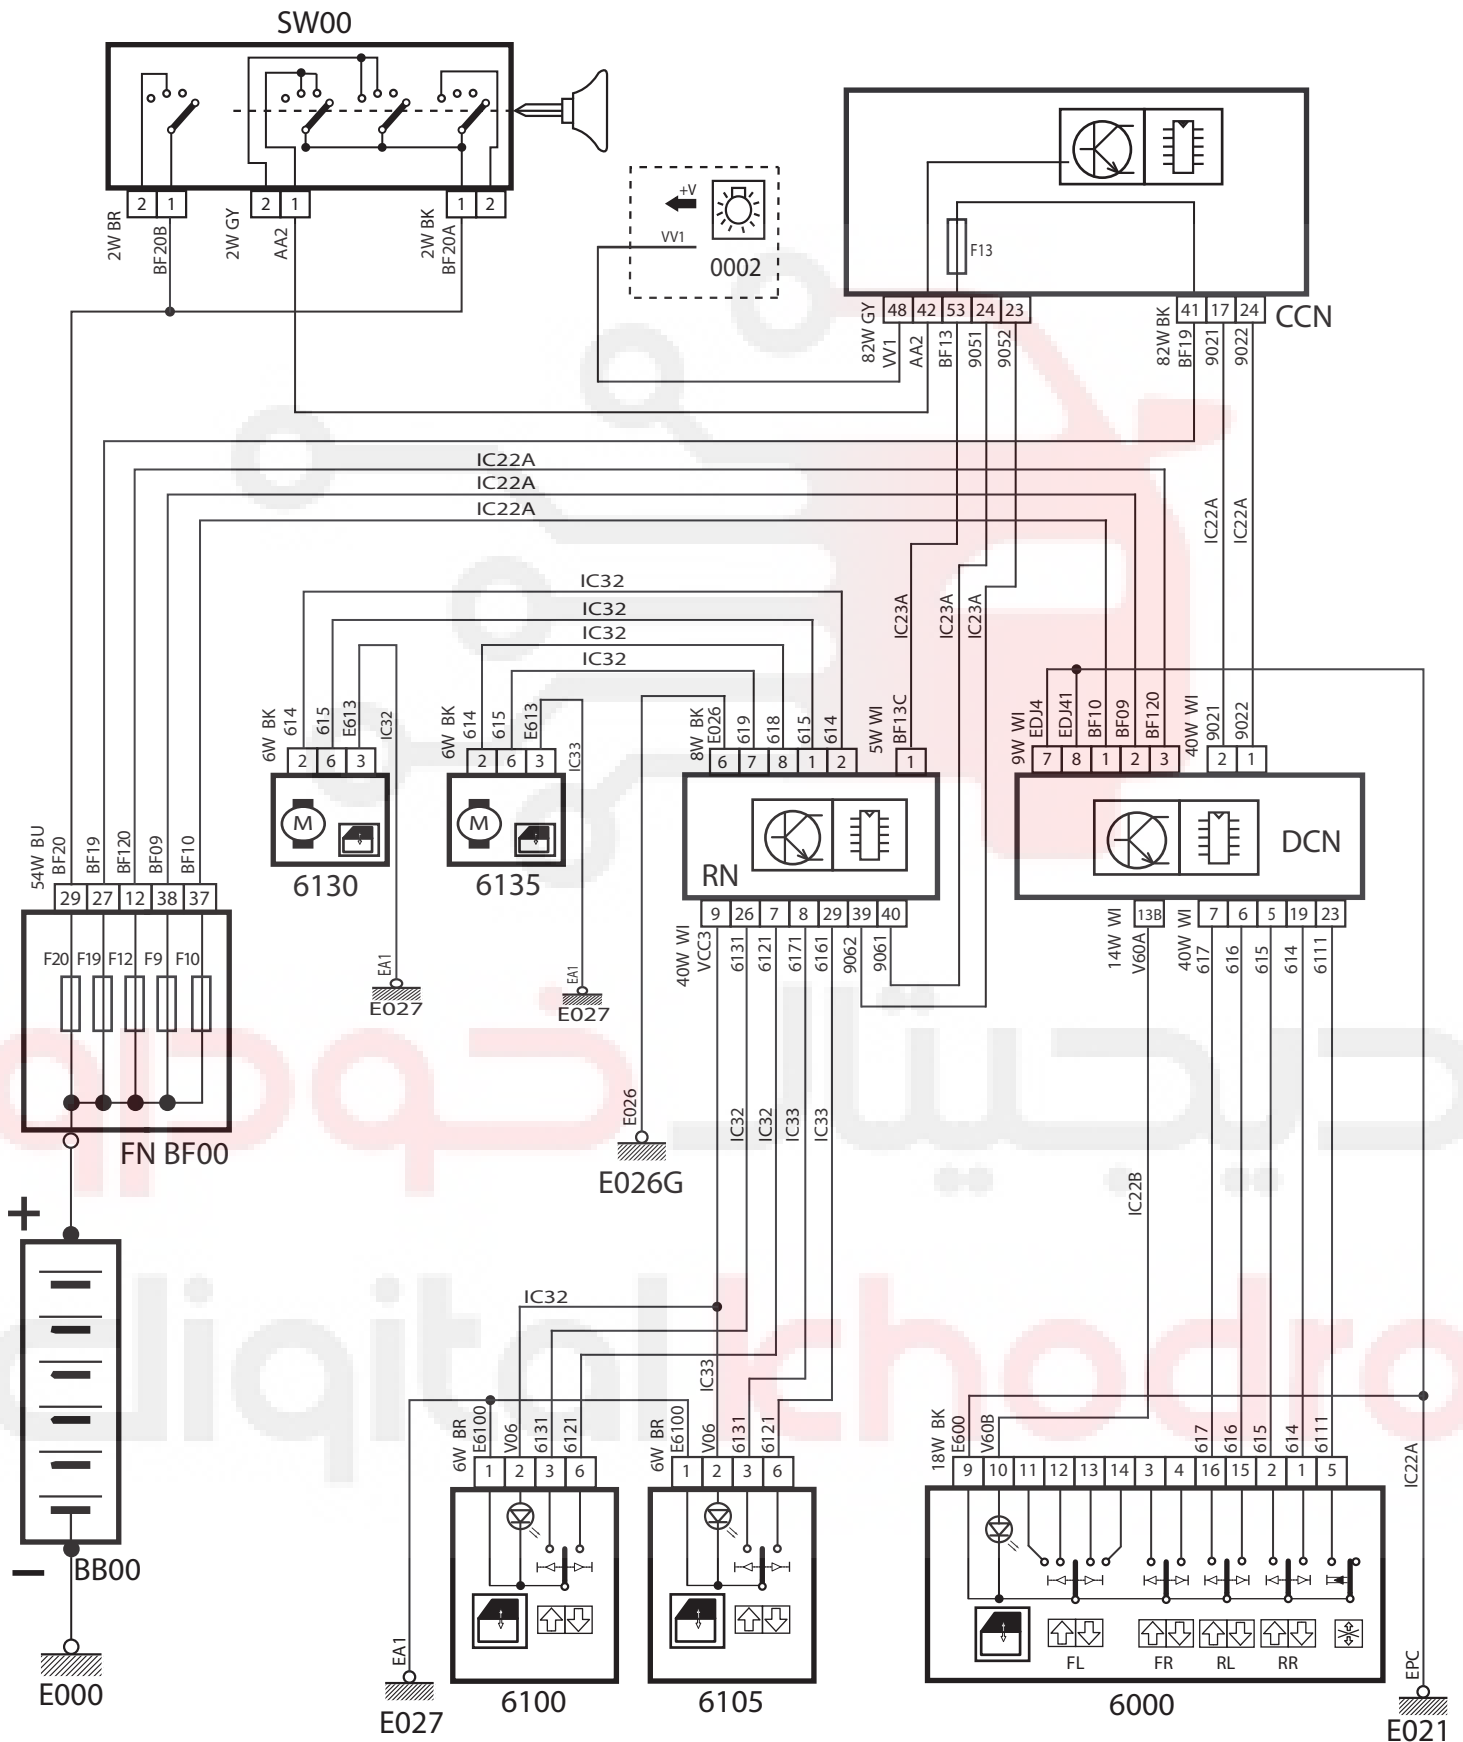 SW00
2 1 2 1 1 2
2W BR
BF20B
2W GY
AA2
2W BK
BF20A
+V
VV1
0002
F13
48 42 53 24 23
41 17 24
CCN
82W GY
VV1
AA2
BF13
9051
9052
82W BK
BF19
9021
9022
IC22A
IC22A
IC22A
IC22A
IC22A
IC32
IC32
IC32
IC32
IC23A
IC23A
IC23A
6W BK
614
615
E613
IC32
6W BK
614
615
E613
IC33
8W BK
E026
619
618
615
614
5W WI
BF13C
9W WI
EDJ4
EDJ41
BF10
BF09
BF120
40W WI
9021
9022
2 6 3
2 6 3
6 7 8 1 2
1
7 8 1 2 3
2 1
M
6130
M
6135
RN
DCN
54W BU
BF20
BF19
BF120
BF09
BF10
29 27 12 38 37
F20 F19 F12 F9 F10
FN BF00
EA1
E027
EA1
E027
9 26 7 8 29 39 40
40W WI
VCC3
6131
6121
6171
6161
9062
9061
13B
7 6 5 19 23
14W WI
V60A
40W WI
617
616
615
614
6111
دیجیتال خودرو
E026
E026G
IC32
IC32
IC33
IC33
IC22B
+
−
BB00
E000
digital khodro
IC32
IC33
6W BR
E6100
V06
6131
6121
1 2 3 6
6100
6W BR
E6100
V06
6131
6121
1 2 3 6
6105
EA1
E027
18W BK
E600
V60B
617
616
615
614
6111
9 10 11 12 13 14 3 4 16 15 2 1 5
FL FR RL RR
6000
IC22A
EPC
E021